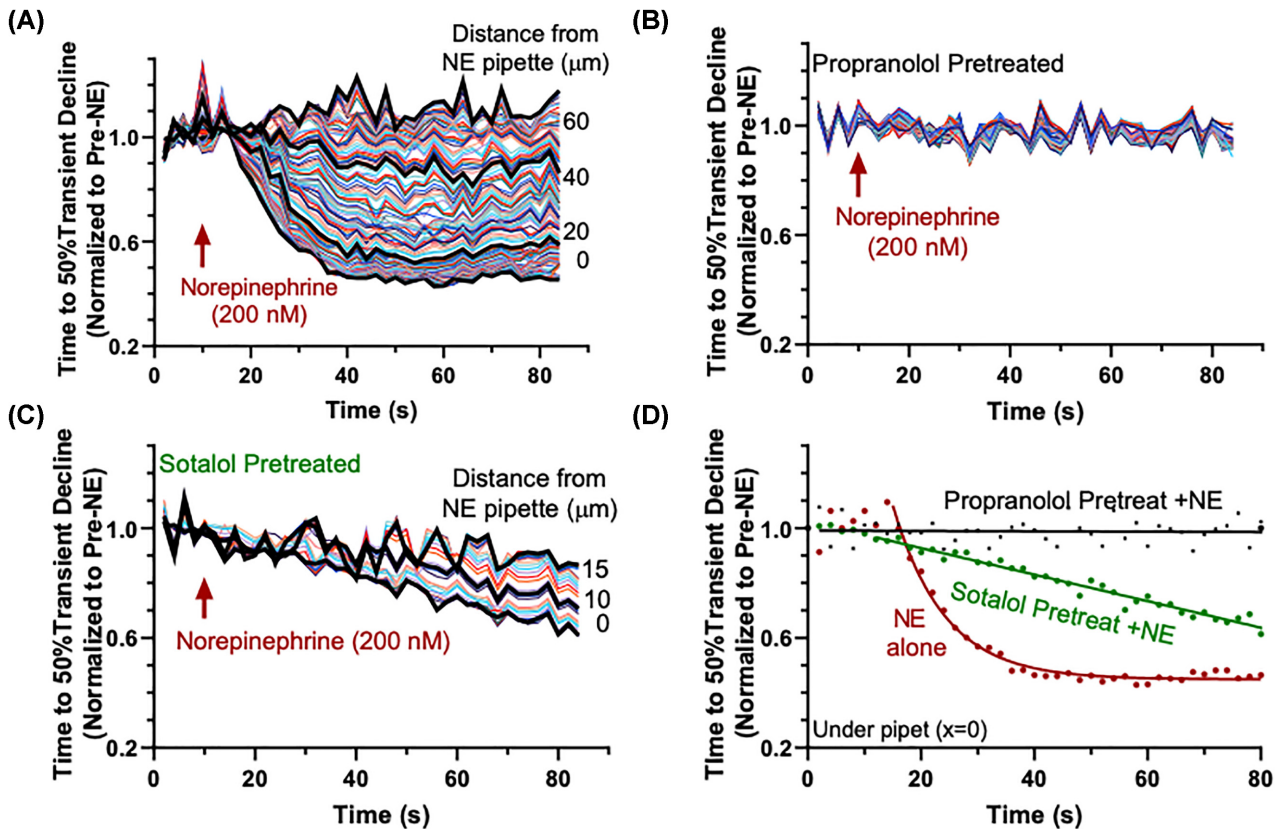 (A)
Time to 50%Transient Decline
(Normalized to Pre-NE)
Distance from
NE pipette (μm)
1.0
0.6
0.2
60
40
30
20
0
Norepinephrine
(200 nM)
0 20 40 60 80
Time (s)
(B)
Time to 50%Transient Decline
(Normalized to Pre-NE)
Propranolol Pretreated
1.0
0.6
0.2
Norepinephrine
(200 nM)
0 20 40 60 80
Time (s)
(C)
Time to 50%Transient Decline
(Normalized to Pre-NE)
Sotalol Pretreated
Distance from
NE pipette (μm)
1.0
0.6
0.2
15
10
0
Norepinephrine (200 nM)
0 20 40 60 80
Time (s)
(D)
TIme to 50%Transient Decline
(Normalized to Pre-NE)
1.0
0.6
0.2
Propranolol Pretreat +NE
Sotalol Pretreat +NE
NE
alone
Under pipet (x=0)
0 20 40 60 80
Time (s)